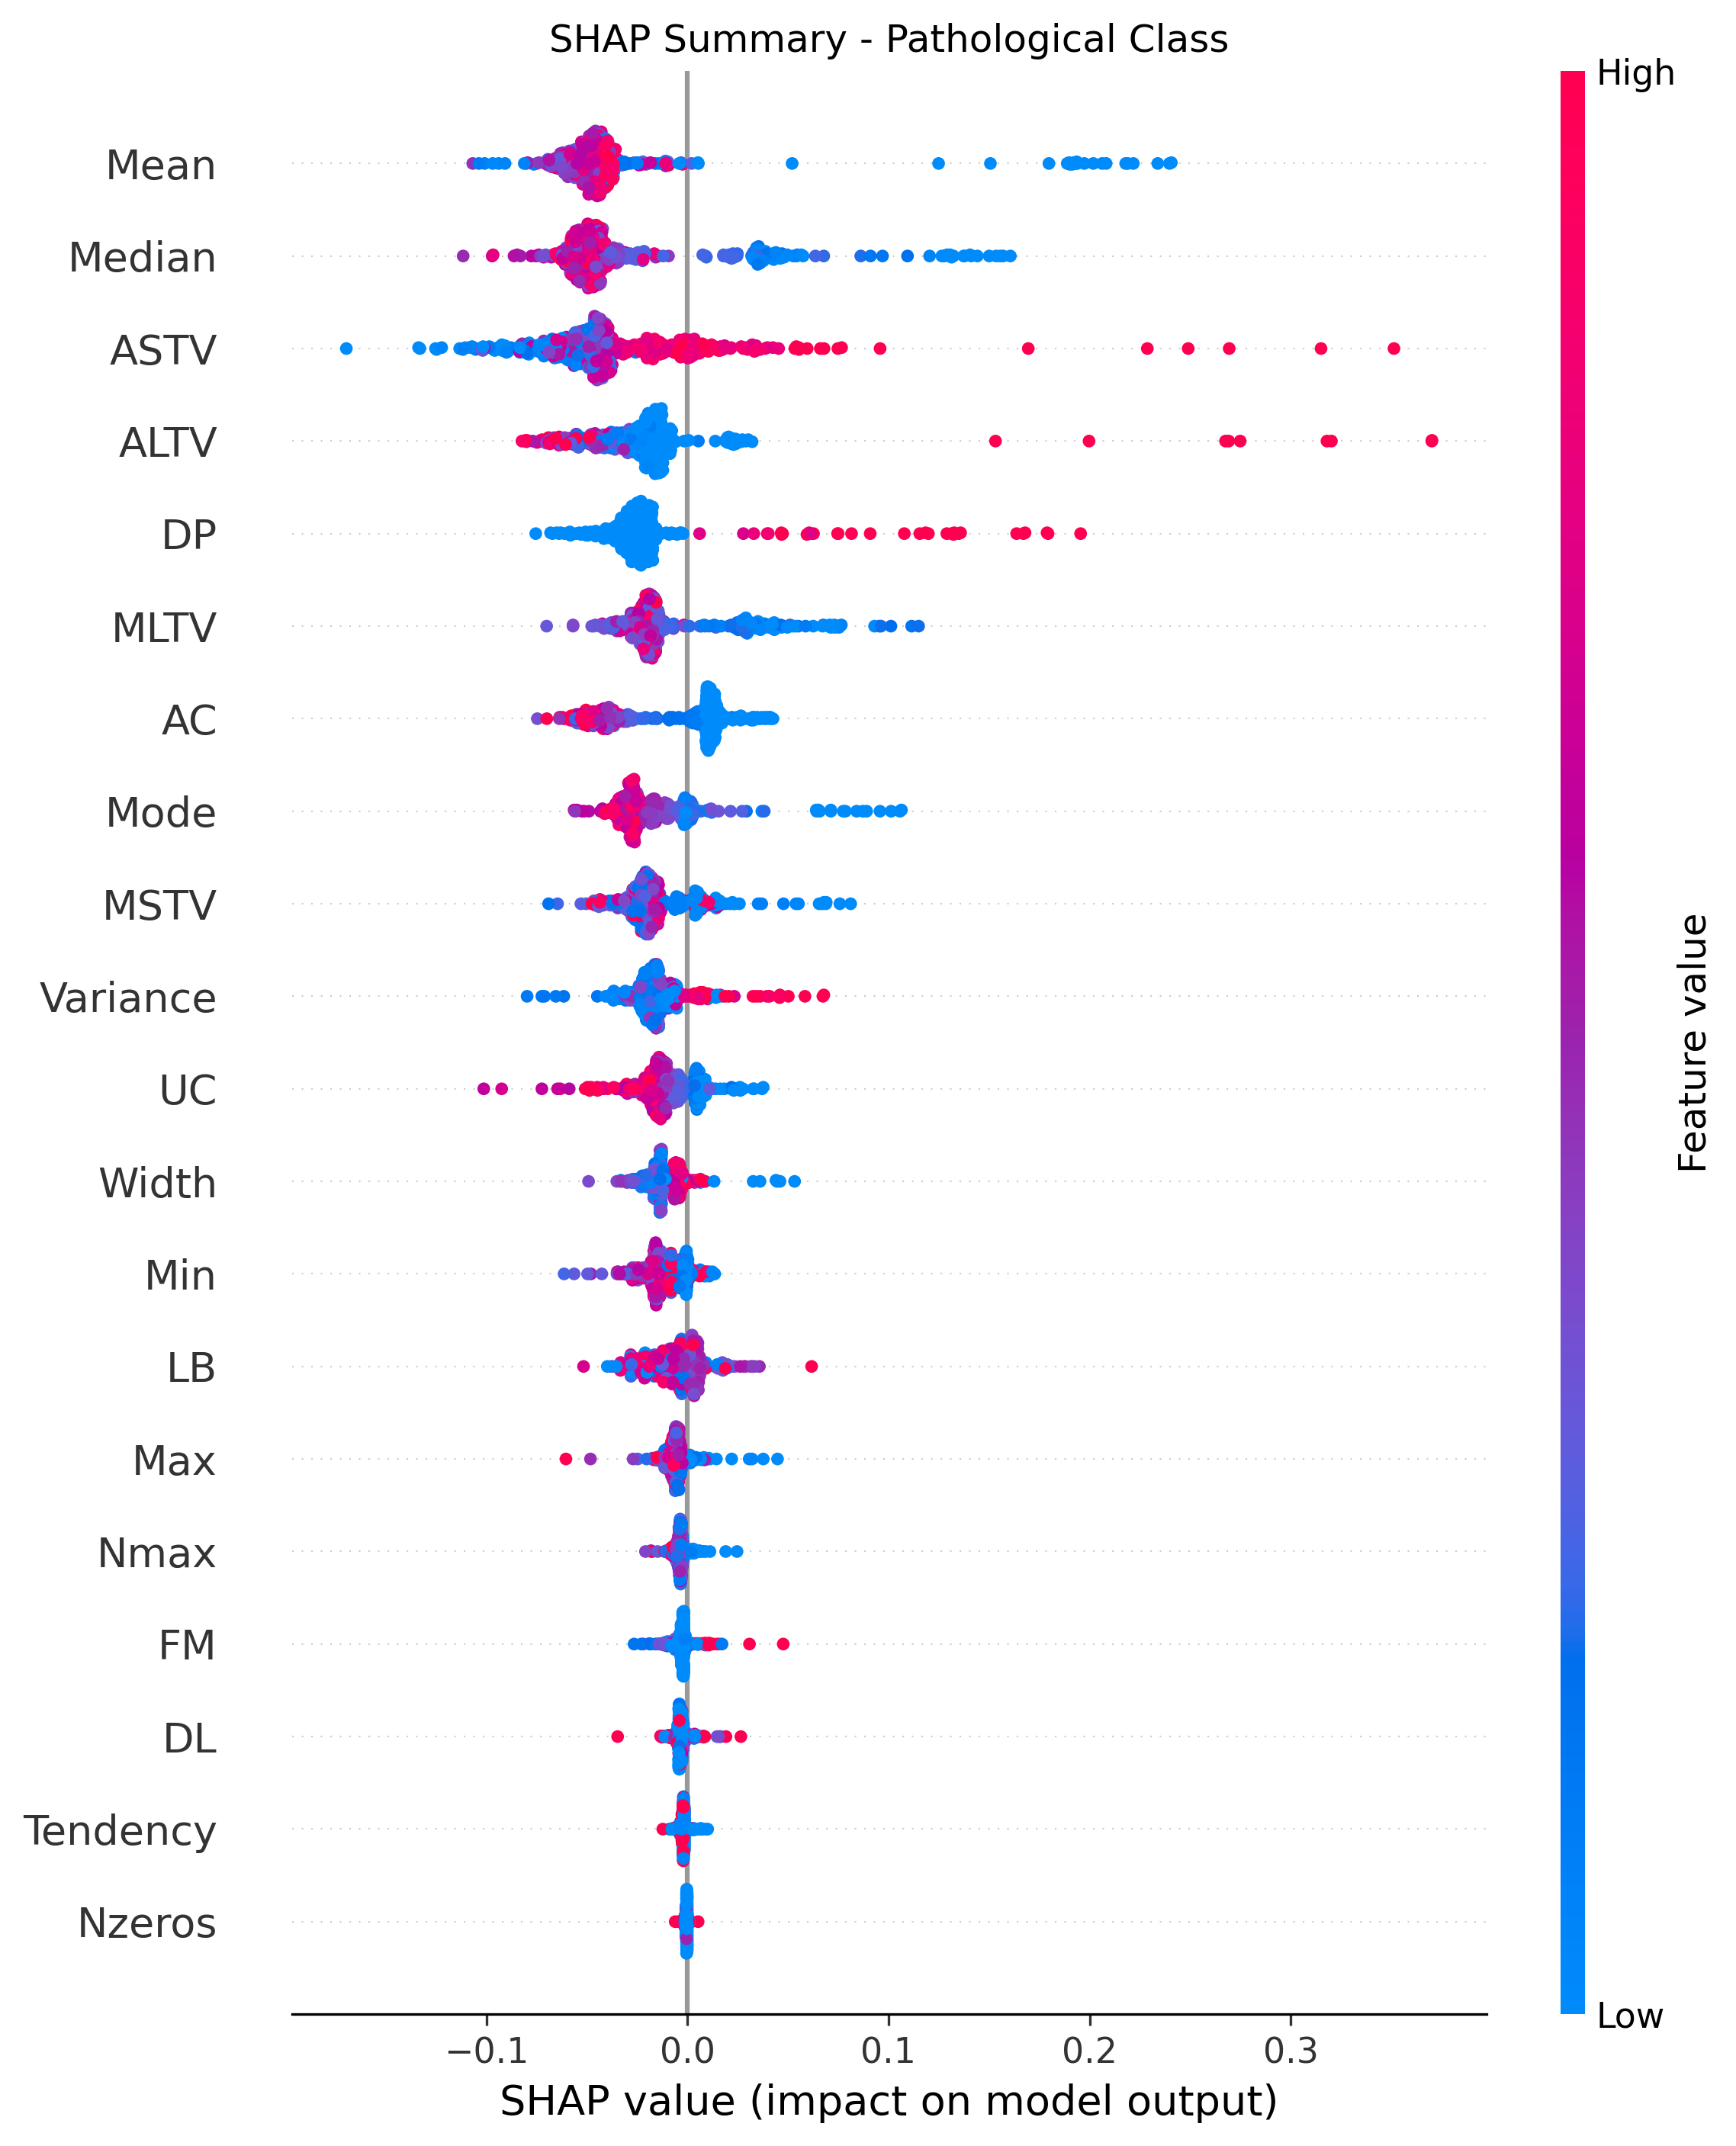 SHAP Summary - Pathological Class
High
Mean
Median
ASTV
ALTV
DP
MLTV
AC
Mode
MSTV
Variance
UC
Width
Min
LB
Max
Nmax
FM
DL
Tendency
Nzeros
Feature value
Low
−0.1 0.0 0.1 0.2 0.3
SHAP value (impact on model output)